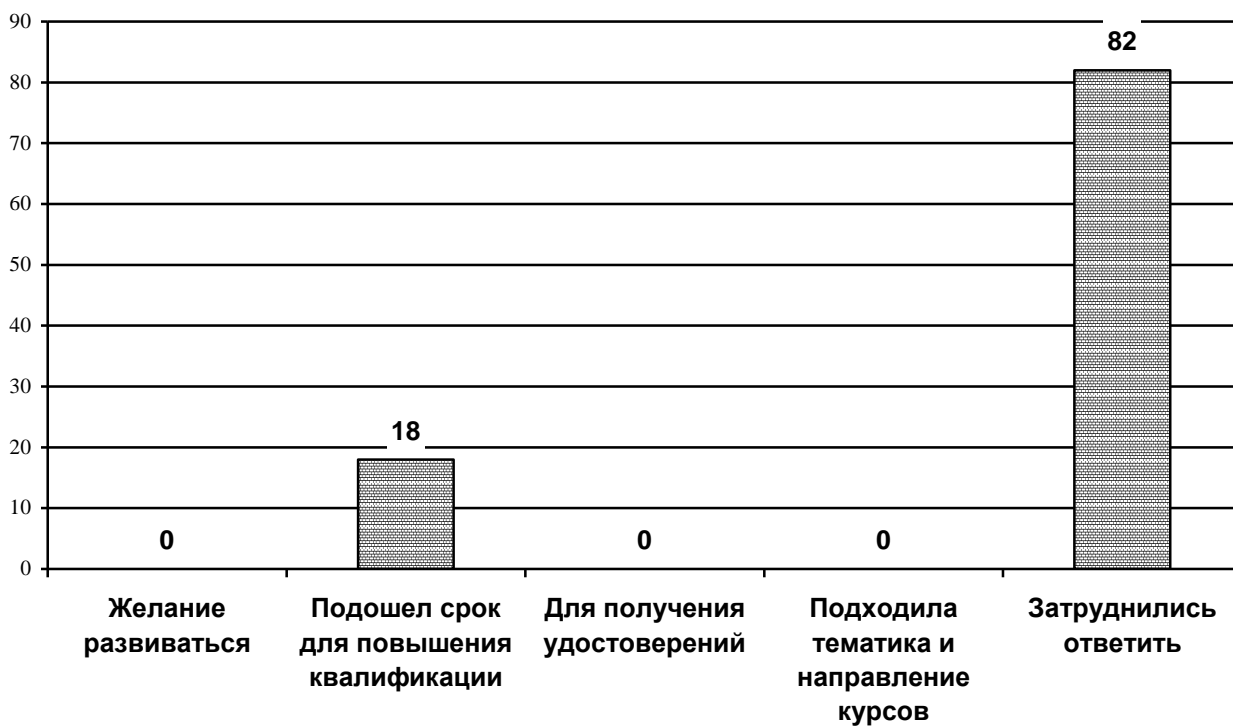 90
80
70
60
50
40
30
20
10
0
0
18
0
0
82
Желание
развиваться
Подошел срок
для повышения
квалификации
Для получения
удостоверений
Подходила
тематика и
направление
курсов
Затруднились
ответить